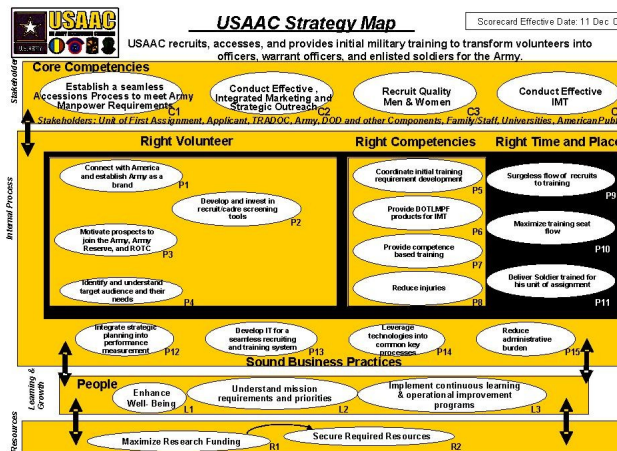 USAAC
U.S. ARMY
USAAC Strategy Map
Scorecard Effective Date: 11 Dec
USAAC recruits, accesses, and provides initial military training to transform volunteers into
officers, warrant officers, and enlisted soldiers for the Army.
Stakeholder
Core Competencies
Establish a seamless
Accessions Process to meet Army
Manpower Requirements
C1
Conduct Effective ,
Integrated Marketing and
Strategic Outreach
C2
Recruit Quality
Men & Women
C3
Conduct Effective
IMT
C
Stakeholders: Unit of First Assignment, Applicant, TRADOC, Army, DOD and other Components, Family/Staff, Universities, American Publ
Internal Process
Right Volunteer
Right Competencies
Right Time and Place
Connect with America
and establish Army as a
brand
P1
Develop and invest in
recruit/cadre screening
tools
P2
Motivate prospects to
join the Army, Army
Reserve, and ROTC
P3
Identify and understand
target audience and their
needs
P4
Coordinate initial training
requirement development
P5
Provide DOTLMPF
products for IMT
P6
Provide competence
based training
P7
Reduce injuries
P8
Surgeless flow of recruits
to training
P9
Maximize training seat
flow
P10
Deliver Soldier trained for
his unit of assignment
P11
Integrate strategic
planning into
performance
measurement
P12
Develop IT for a
seamless recruiting
and training system
P13
Leverage
technologies into
common key
processes
P14
Reduce
administrative
burden
P15
Sound Business Practices
Learning &
Growth
People
Enhance
Well- Being
L1
Understand mission
requirements and priorities
L2
Implement continuous learning
& operational improvement
programs
L3
Resources
Maximize Research Funding
R1
Secure Required Resources
R2